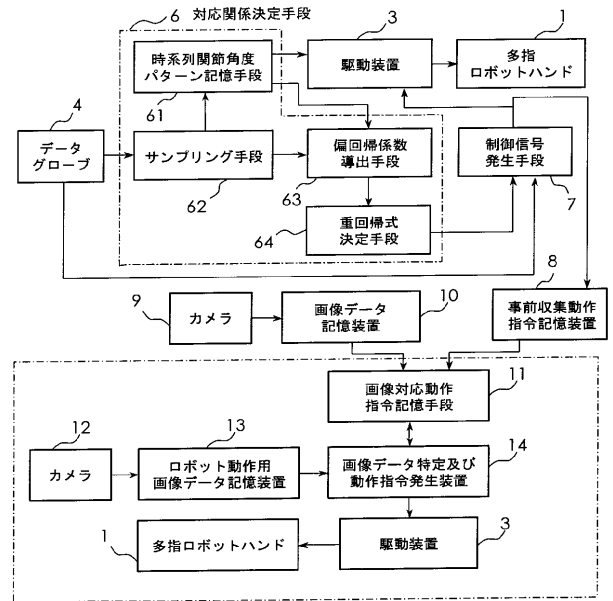 6 対応関係決定手段
3
1
時系列関節角度
パターン記憶手段
61
駆動装置
多指
ロボットハンド
4
データ
グローブ
サンプリング手段
62
偏回帰係数
導出手段
63
制御信号
発生手段
7
重回帰式
決定手段
64
8
事前収集動作
指令記憶装置
9
カメラ
画像データ
記憶装置
10
画像対応動作
指令記憶手段
11
12
カメラ
13
ロボット動作用
画像データ記憶装置
画像データ特定及び
動作指令発生装置
14
1
多指ロボットハンド
駆動装置
3